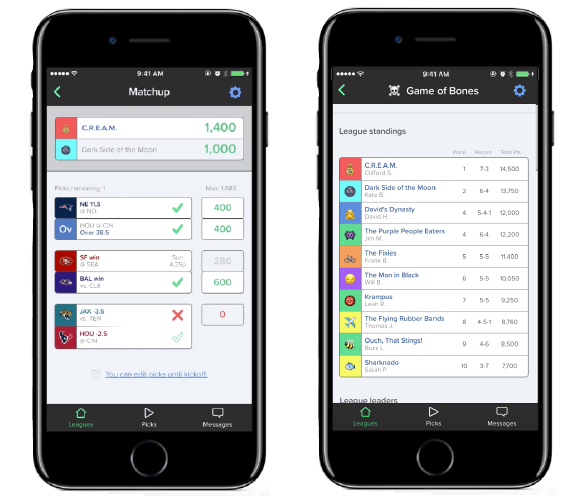 9:41 AM
Matchup
C.R.E.A.M. 1,400
Dark Side of the Moon 1,000
Picks remaining: 1 Max: 1,680
NE 11.5
@ NO
400
Ov HOU @ CIN
Over 38.5
400
SF win
@ SEA
Sun
4:25p
280
BAL win
vs. CLE
600
JAX -3.5
vs. TEN
0
HOU -2.5
@ CIN
You can edit picks until kickoff.
Leagues Picks Messages
9:41 AM
Game of Bones
League standings
Place Record Total Pts
C.R.E.A.M. 1 7-3 14,500
Clifford S.
Dark Side of the Moon 2 6-4 13,750
Kate B.
David's Dynasty 3 5-4-1 12,000
David H.
The Purple People Eaters 4 6-4 12,200
Jim M.
The Fixies 5 5-5 11,400
Frank B.
The Man in Black 6 5-5 10,050
Will B.
Krampus 7 5-5 9,250
Leah R.
The Flying Rubber Bands 8 4-5-1 8,760
Thomas J.
Ouch, That Stings! 9 4-6 8,500
Buzz L.
Sharknado 10 3-7 7,700
Sarah P.
League leaders
Leagues Picks Messages